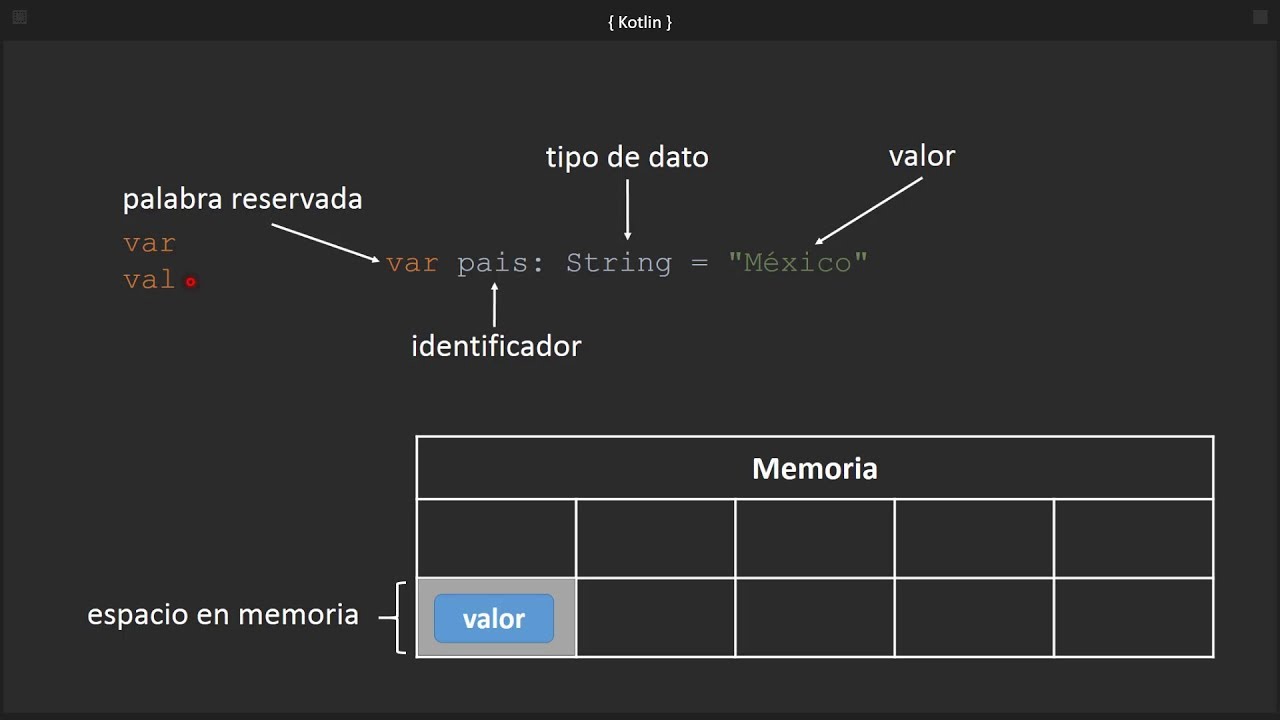 { Kotlin }
tipo de dato
valor
palabra reservada
var
val
var pais: String = "México"
identificador
Memoria
espacio en memoria
valor